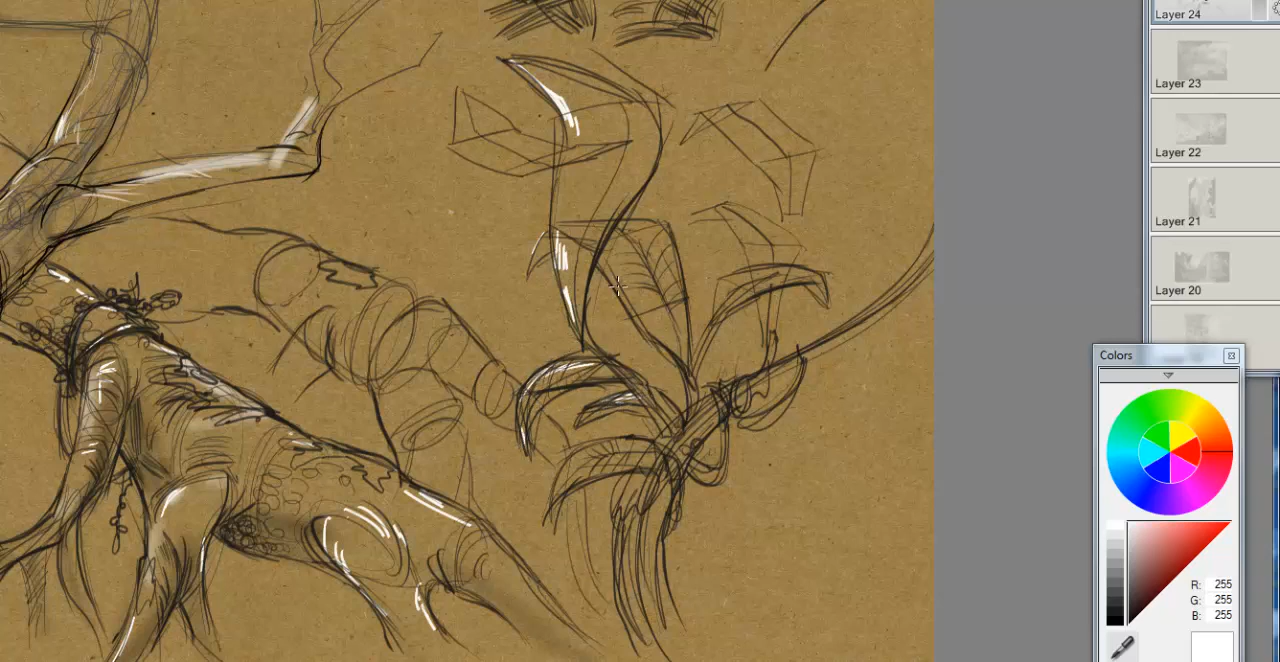 Layer 24
Layer 23
Layer 22
Layer 21
Layer 20
Colors
R: 255
G: 255
B: 255